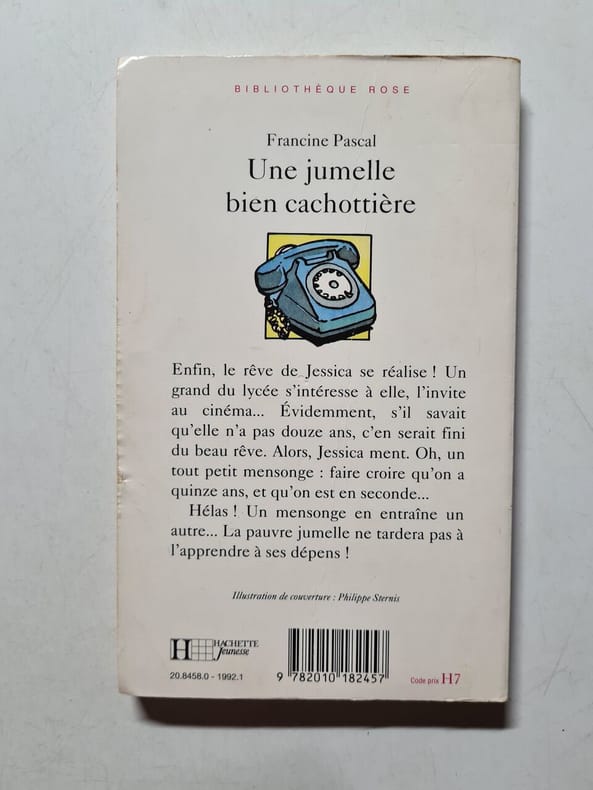 BIBLIOTHÈQUE ROSE
Francine Pascal
Une jumelle
bien cachottière
Enfin, le rêve de Jessica se réalise ! Un
grand du lycée s'intéresse à elle, l'invite
au cinéma... Évidemment, s'il savait
qu'elle n'a pas douze ans, c'en serait fini
du beau rêve. Alors, Jessica ment. Oh, un
tout petit mensonge : faire croire qu'on a
quinze ans, et qu'on est en seconde...
Hélas ! Un mensonge en entraîne un
autre... La pauvre jumelle ne tardera pas à
l'apprendre à ses dépens !
Illustration de couverture : Philippe Sternis
H HACHETTE
Jeunesse
20.8458.0 - 1992.1
9 782010 182457
Code prix H7